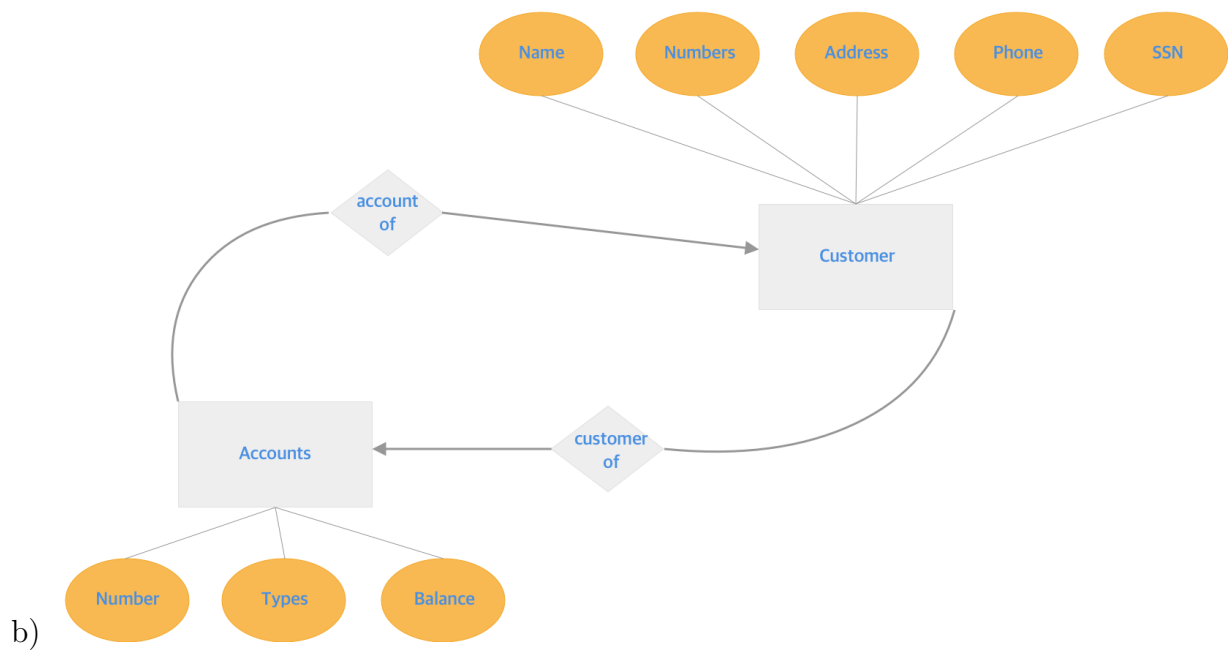 Name Numbers Address Phone SSN
account
of
Customer
customer
of
Accounts
Number Types Balance
b)